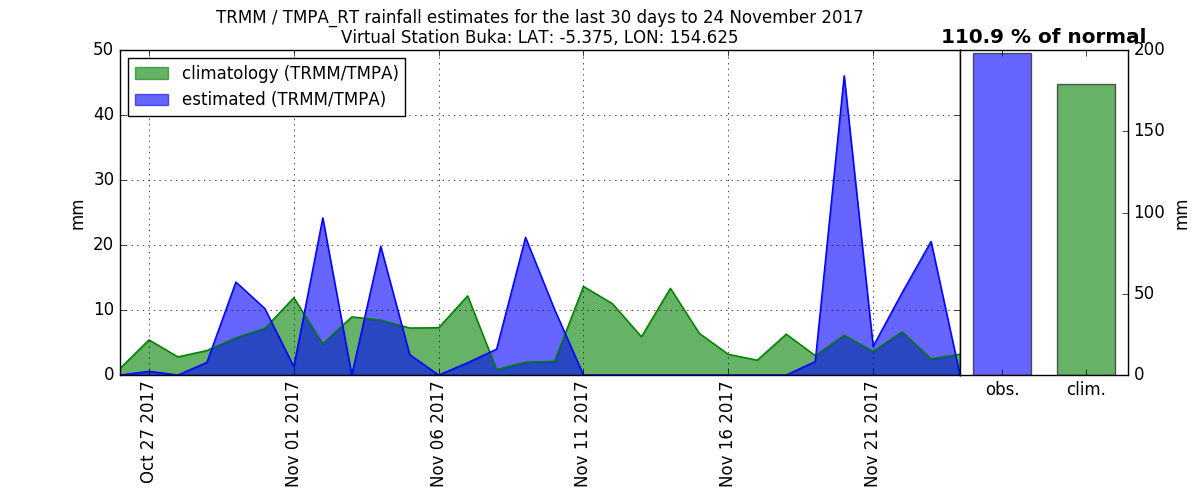 TRMM / TMPA_RT rainfall estimates for the last 30 days to 24 November 2017
Virtual Station Buka: LAT: -5.375, LON: 154.625
110.9 % of normal
climatology (TRMM/TMPA)
estimated (TRMM/TMPA)
50
40
30
20
10
0
mm
Oct 27 2017
Nov 01 2017
Nov 06 2017
Nov 11 2017
Nov 16 2017
Nov 21 2017
obs.
clim.
200
150
100
50
0
mm